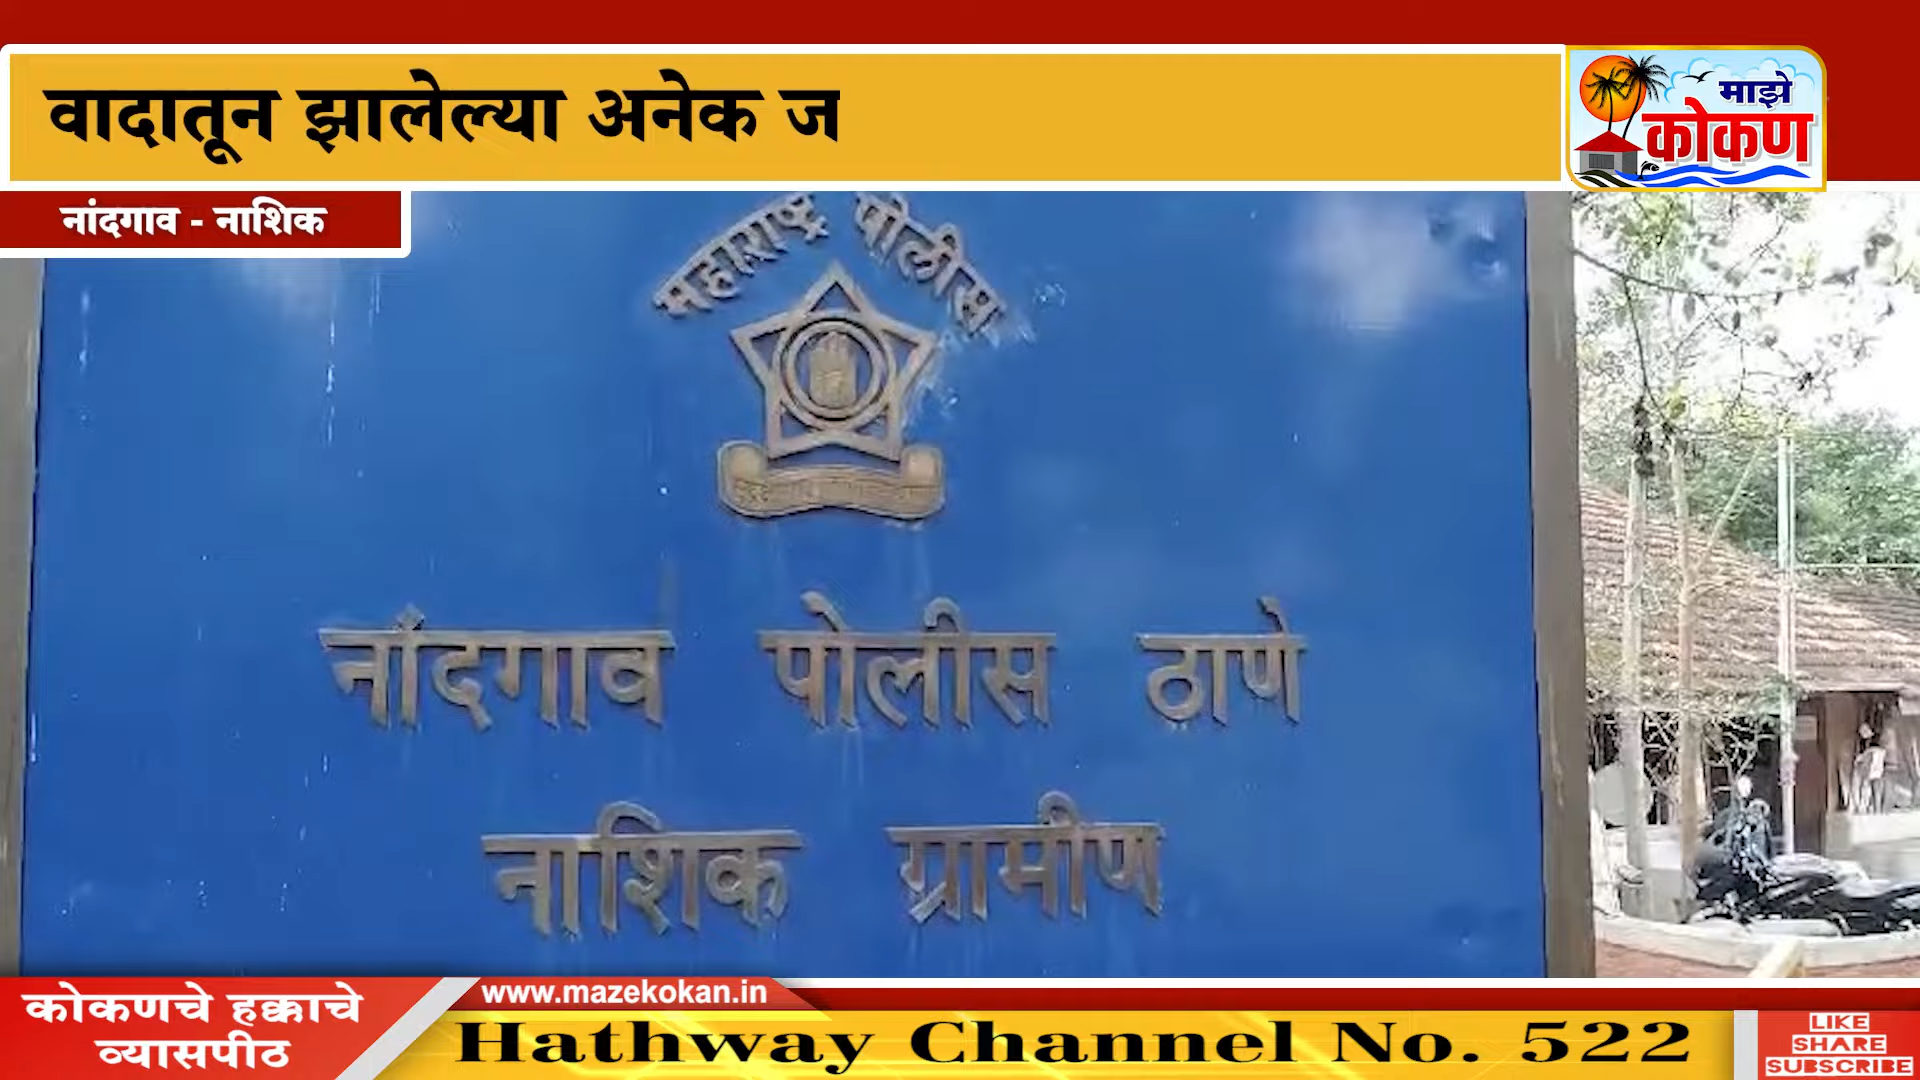 वादातून झालेल्या अनेक ज
माझे
कोकण
नांदगाव - नाशिक
महाराष्ट्र पोलीस
नाँदगाव पोलीस ठाणे
नाशिक ग्रामीण
कोकणचे हक्काचे
व्यासपीठ
www.mazekokan.in
Hathway Channel No. 522
LIKE
SHARE
SUBSCRIBE